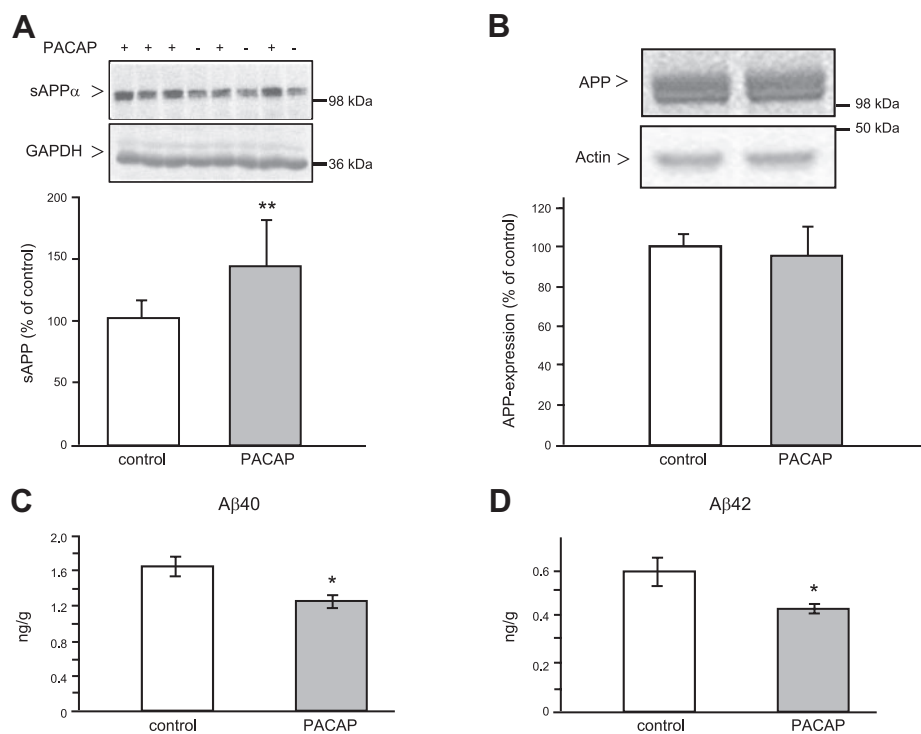 A
PACAP + + + - + - + -
sAPPα >
98 kDa
GAPDH >
36 kDa
200
150
100
50
0
sAPP (% of control)
**
control PACAP
B
APP >
98 kDa
50 kDa
Actin >
120
100
80
60
40
20
0
APP-expression (% of control)
control PACAP
C
Aβ40
2.0
1.6
1.2
0.8
0.4
0
ng/g
*
control PACAP
D
Aβ42
0.6
0.4
0.2
0
ng/g
*
control PACAP